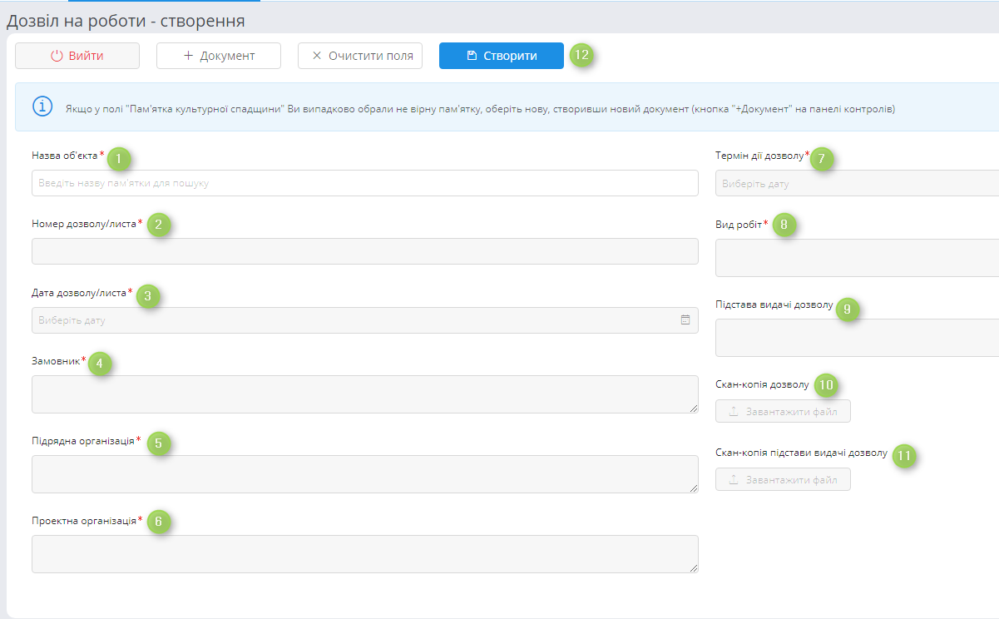 Дозвіл на роботи - створення
Вийти
+ Документ
Очистити поля
Створити
12
Якщо у полі "Пам'ятка культурної спадщини" Ви випадково обрали не вірну пам'ятку, оберіть нову, створивши новий документ (кнопка "+Документ" на панелі контролів)
Назва об'єкта* 1
Введіть назву пам'ятки для пошуку
Номер дозволу/листа* 2
Дата дозволу/листа* 3
Виберіть дату
Замовник* 4
Підрядна організація* 5
Проектна організація* 6
Термін дії дозволу* 7
Виберіть дату
Вид робіт* 8
Підстава видачі дозволу 9
Скан-копія дозволу 10
Завантажити файл
Скан-копія підстави видачі дозволу 11
Завантажити файл